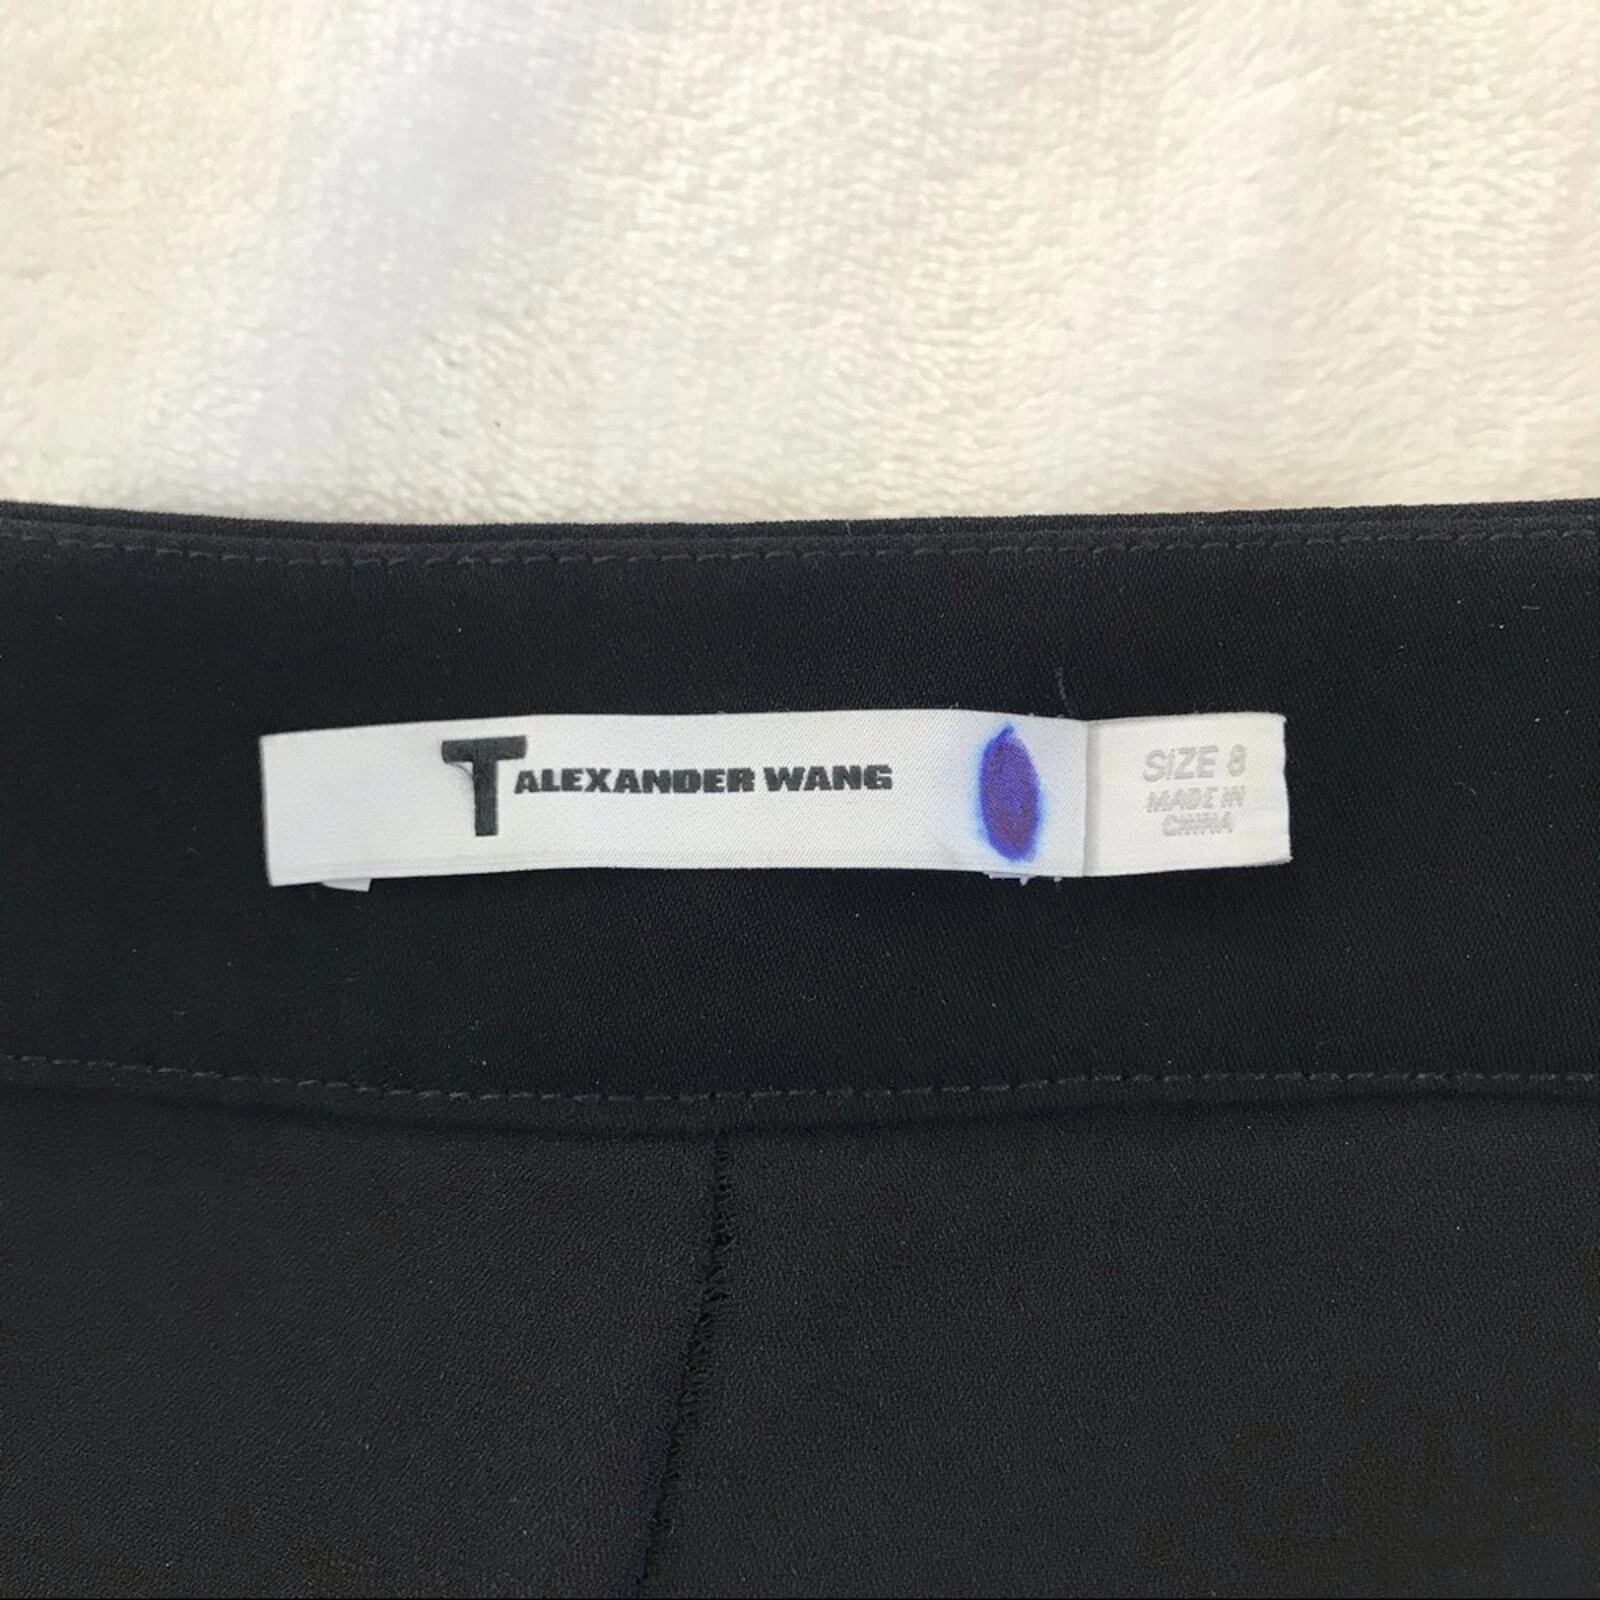 T ALEXANDER WANG
SIZE 8
MADE IN
CHINA